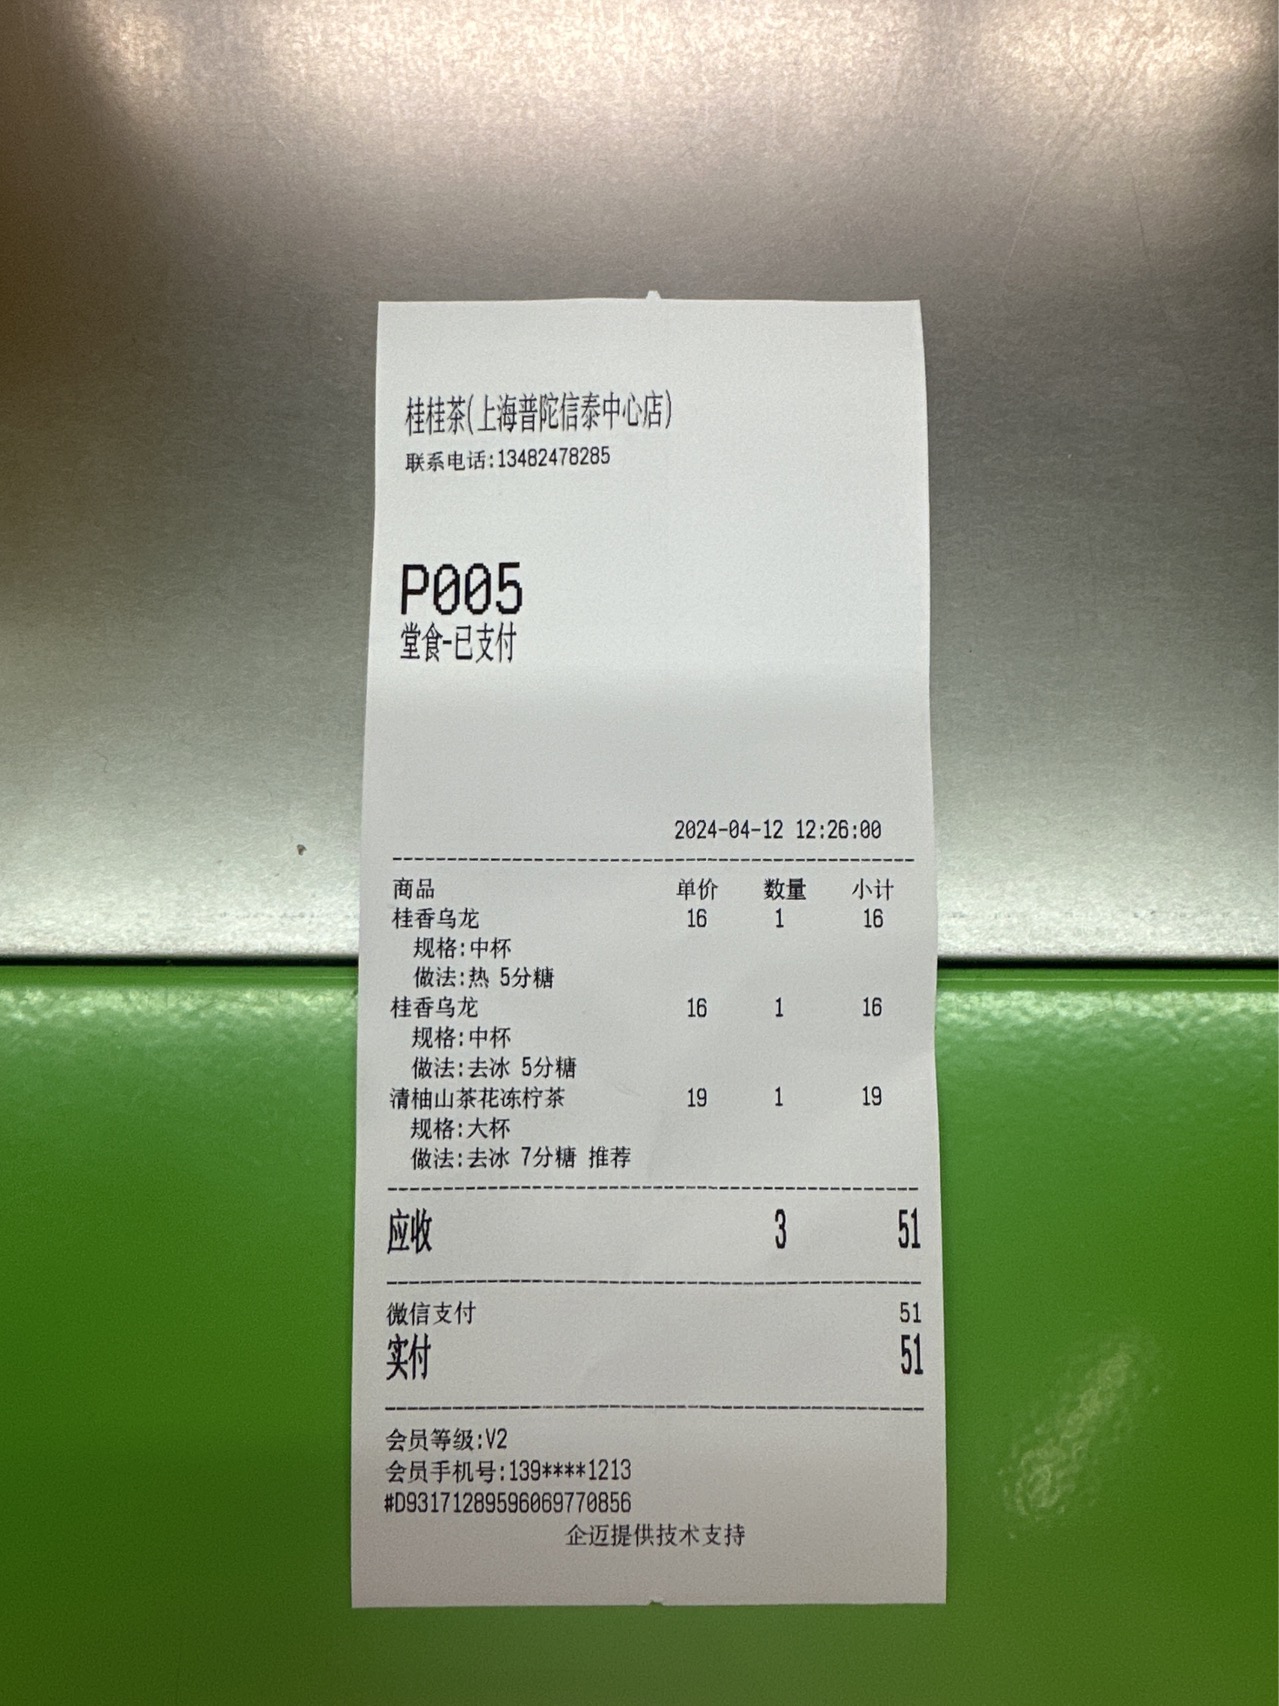 桂桂茶(上海普陀信泰中心店)
联系电话:13482478285
P005
堂食-已支付
2024-04-12 12:26:00
商品 单价 数量 小计
桂香乌龙 16 1 16
规格:中杯
做法:热 5分糖
桂香乌龙 16 1 16
规格:中杯
做法:去冰 5分糖
清柚山茶花冻柠茶 19 1 19
规格:大杯
做法:去冰 7分糖 推荐
应收 3 51
微信支付 51
实付 51
会员等级:V2
会员手机号:139****1213
#D931712895960697​70856
企迈提供技术支持